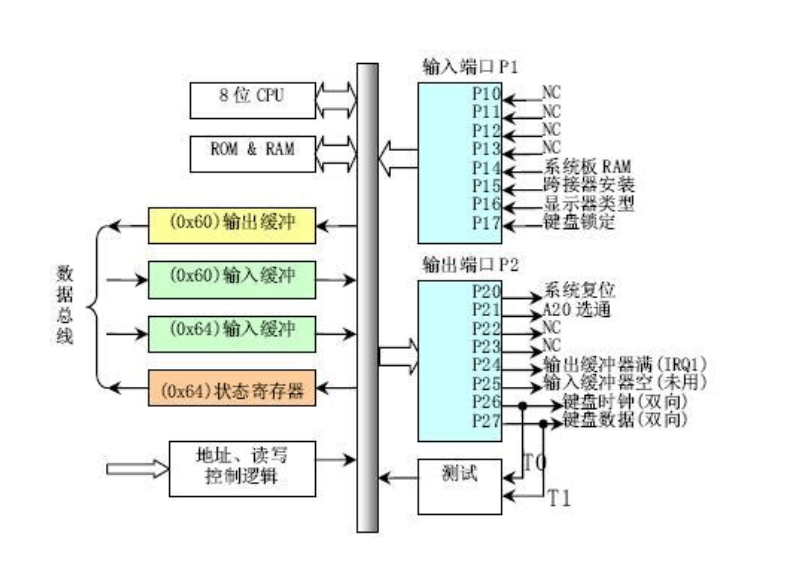 8 位 CPU
ROM & RAM
(0x60)输出缓冲
(0x60)输入缓冲
(0x64)输入缓冲
(0x64)状态寄存器
数据总线
地址、读写
控制逻辑
输入端口 P1
P10 NC
P11 NC
P12 NC
P13 NC
P14 系统板 RAM
P15 跨接器安装
P16 显示器类型
P17 键盘锁定
输出端口 P2
P20 系统复位
P21 A20 选通
P22 NC
P23 NC
P24 输出缓冲器满(IRQ1)
P25 输入缓冲器空(未用)
P26 键盘时钟(双向)
P27 键盘数据(双向)
测试
T0
T1